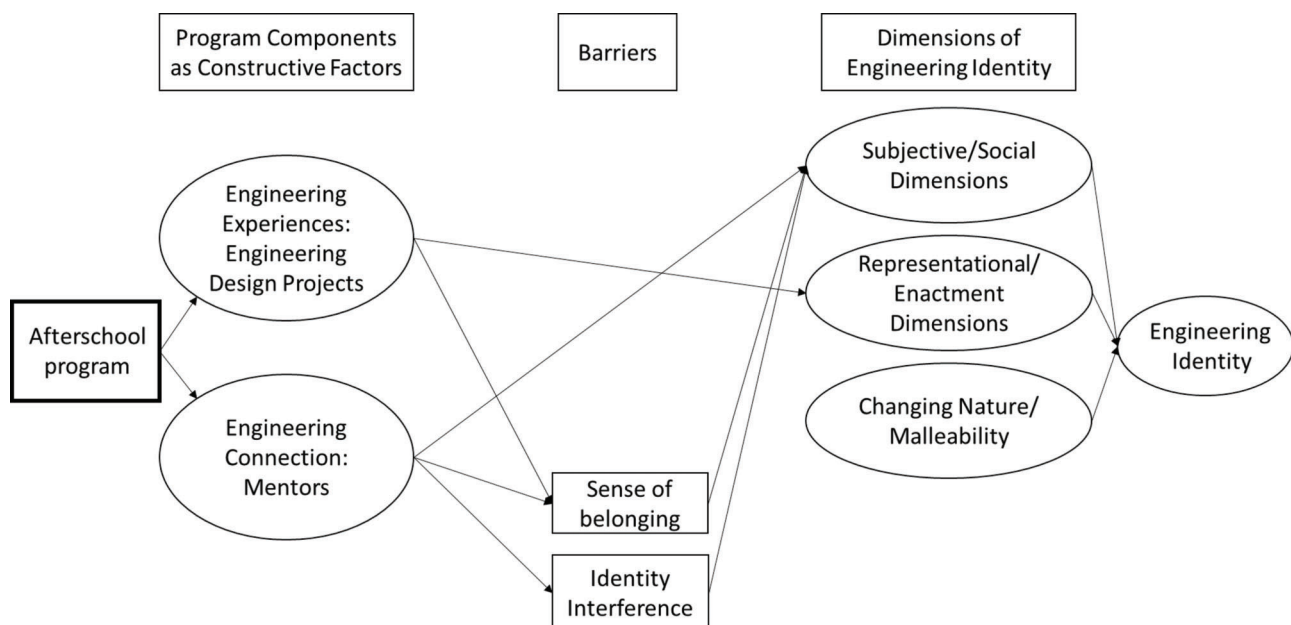 Program Components
as Constructive Factors
Barriers
Dimensions of
Engineering Identity
Engineering
Experiences:
Engineering
Design Projects
Subjective/Social
Dimensions
Representational/
Enactment
Dimensions
Afterschool
program
Engineering
Identity
Engineering
Connection:
Mentors
Changing Nature/
Malleability
Sense of
belonging
Identity
Interference